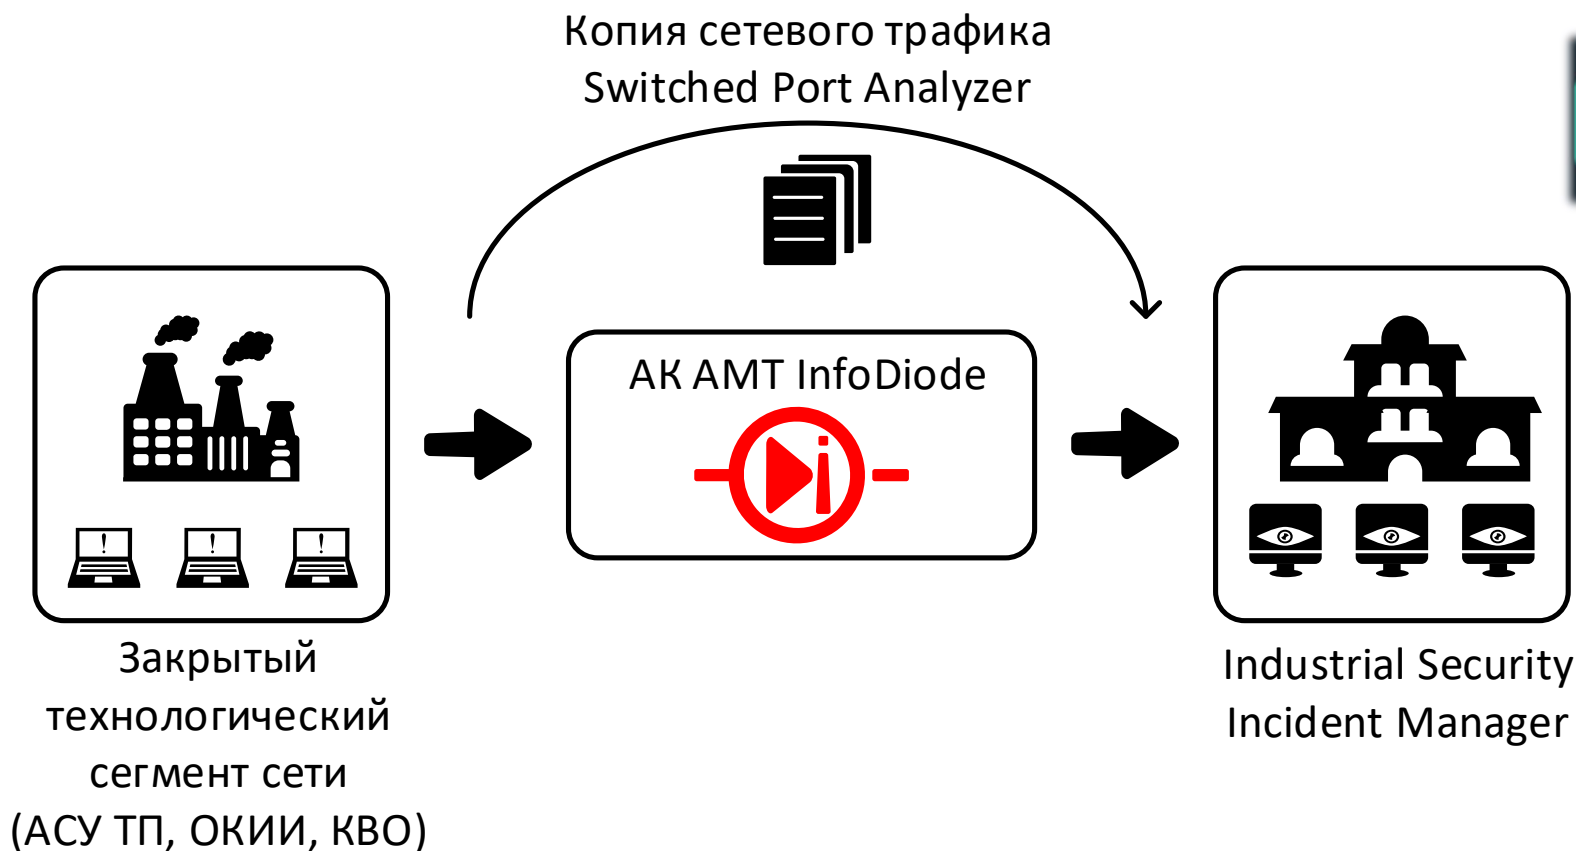 Копия сетевого трафика
Switched Port Analyzer
АК АМТ InfoDiode
Закрытый
технологический
сегмент сети
(АСУ ТП, ОКИИ, КВО)
Industrial Security
Incident Manager